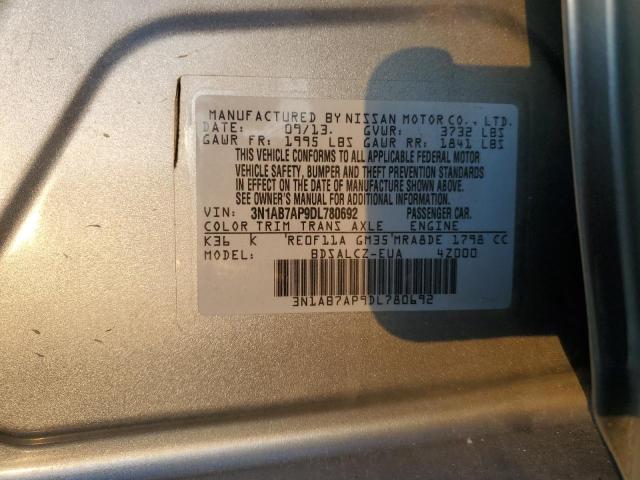 MANUFACTURED BY NISSAN MOTOR CO., LTD.
DATE: 09/13. GVWR: 3732 LBS
GAWR FR: 1995 LBS GAWR RR: 1841 LBS
THIS VEHICLE CONFORMS TO ALL APPLICABLE FEDERAL MOTOR
VEHICLE SAFETY, BUMPER AND THEFT PREVENTION STANDARDS
IN EFFECT ON THE DATE OF MANUFACTURE SHOWN ABOVE.
SEE OWNER'S MANUAL FOR ADDITIONAL INFORMATION.
VIN: 3N1AB7AP9DL780692 PASSENGER CAR.
COLOR TRIM TRANS AXLE ENGINE
K36 K RE0F11A GM35 MRA8DE 1798 CC
MODEL: BDSALCZ-EUA 4Z000
3N1AB7AP9DL780692